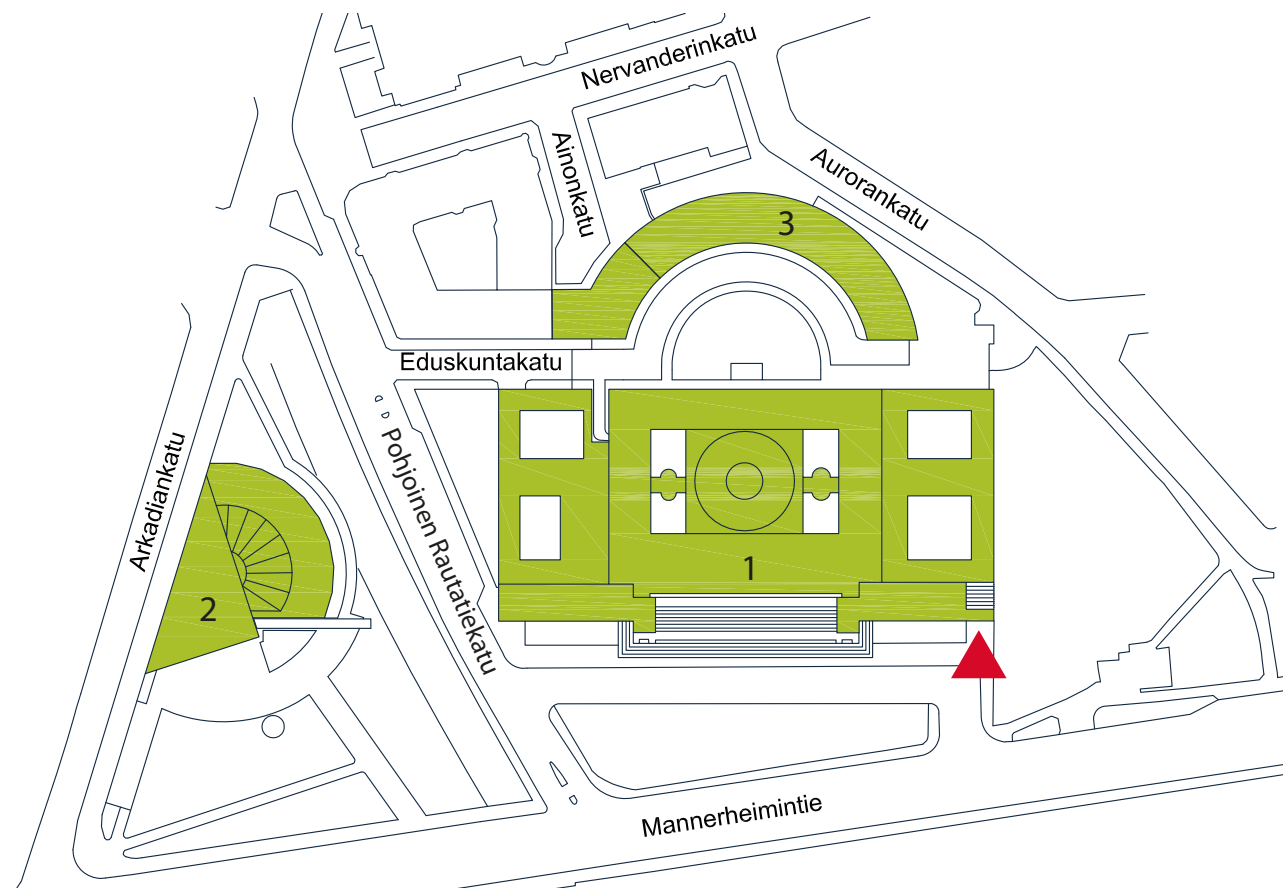 Nervanderinkatu
Ainonkatu
Aurorankatu
3
Eduskuntakatu
Arkadiankatu
Pohjoinen Rautatiekatu
1
2
Mannerheimintie